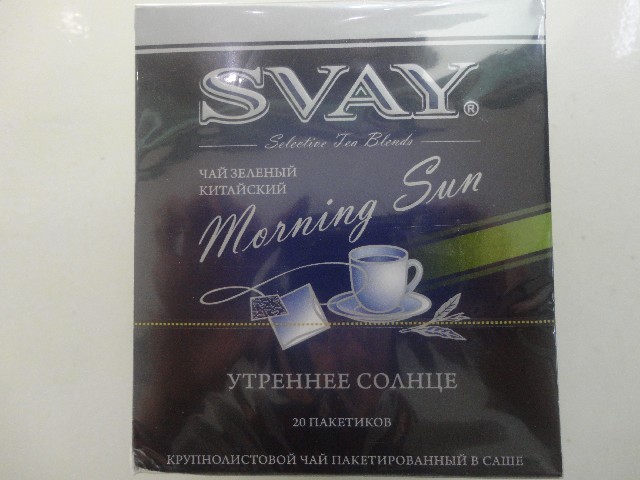 SVAY®
Selective Tea Blends
ЧАЙ ЗЕЛЕНЫЙ
КИТАЙСКИЙ
Morning Sun
УТРЕННЕЕ СОЛНЦЕ
20 ПАКЕТИКОВ
КРУПНОЛИСТОВОЙ ЧАЙ ПАКЕТИРОВАННЫЙ В САШЕ